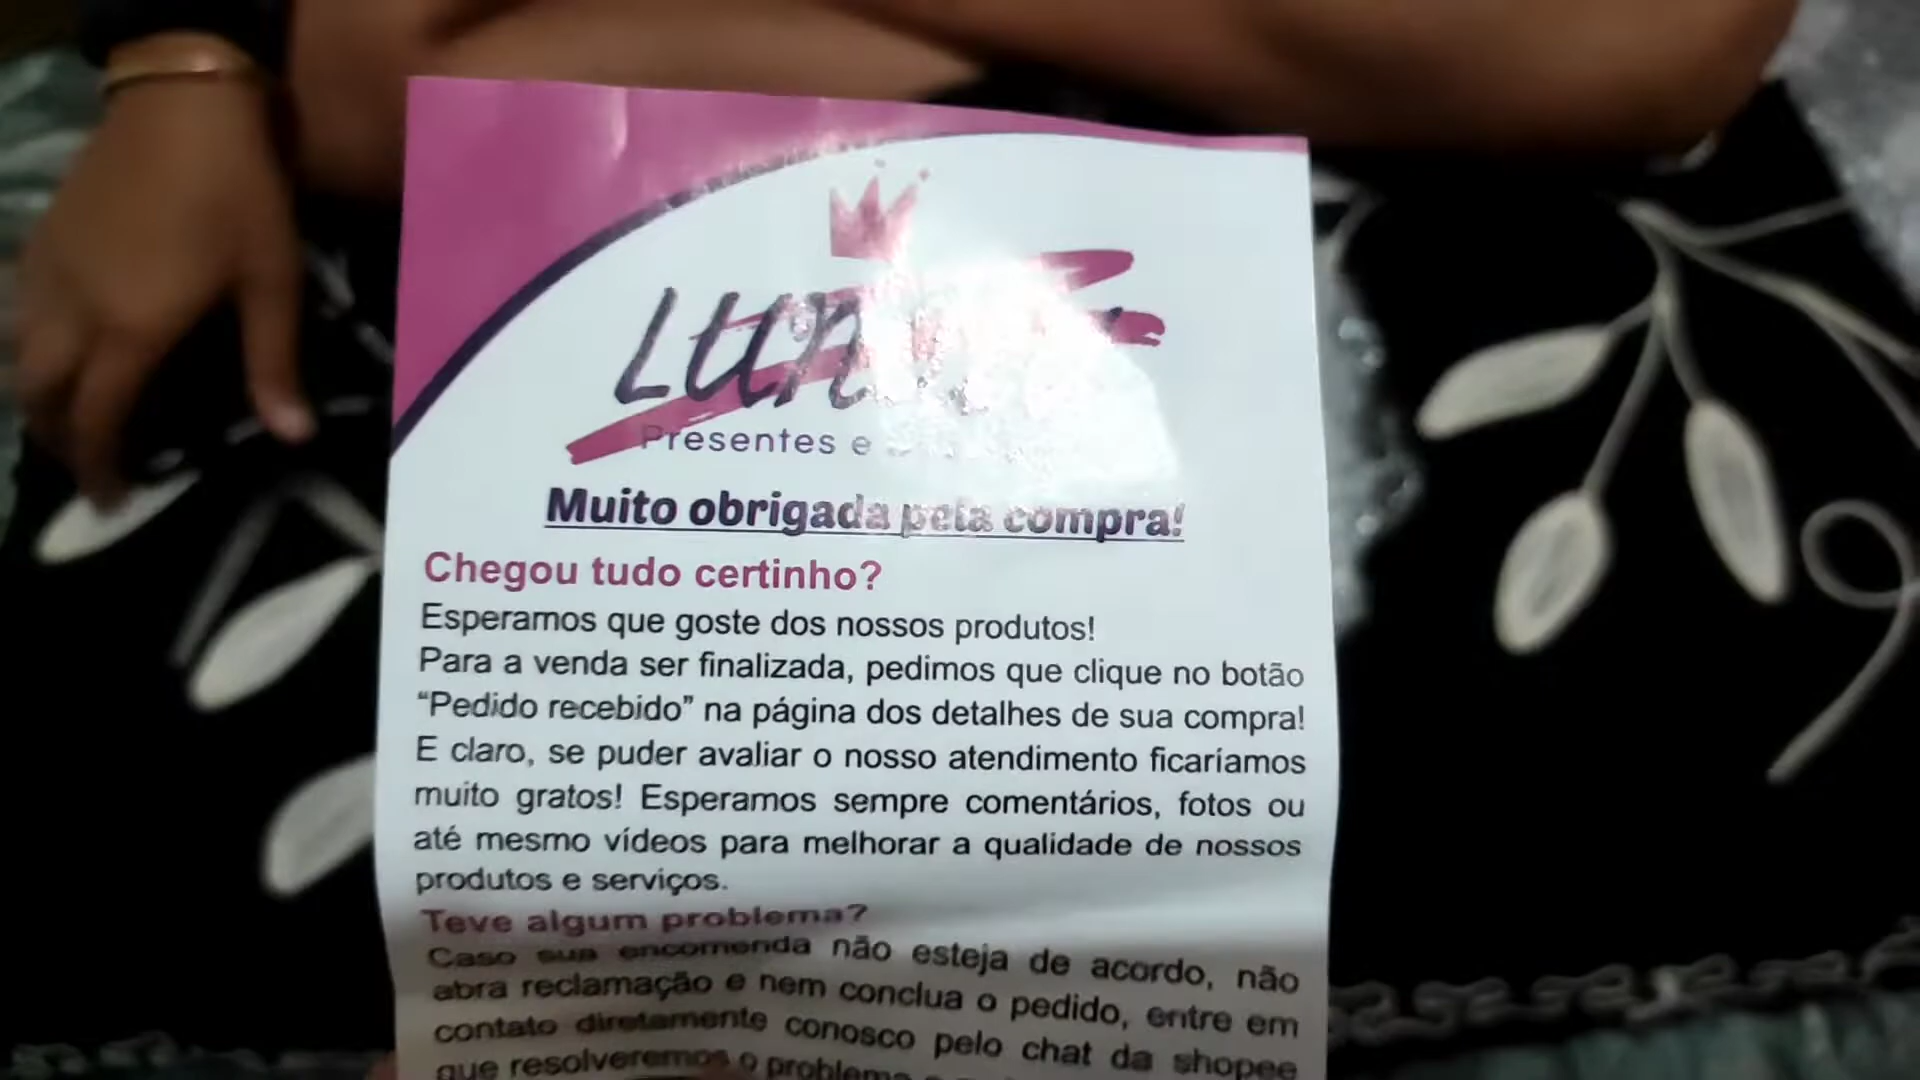 Presentes e
Muito obrigada pela compra!
Chegou tudo certinho?
Esperamos que goste dos nossos produtos!
Para a venda ser finalizada, pedimos que clique no botão
“Pedido recebido” na página dos detalhes de sua compra!
E claro, se puder avaliar o nosso atendimento ficaríamos
muito gratos! Esperamos sempre comentários, fotos ou
até mesmo vídeos para melhorar a qualidade de nossos
produtos e serviços.
Teve algum problema?
Caso sua encomenda não esteja de acordo, não
abra reclamação e nem conclua o pedido, entre em
contato diretamente conosco pelo chat da shopee
que resolveremos o problema